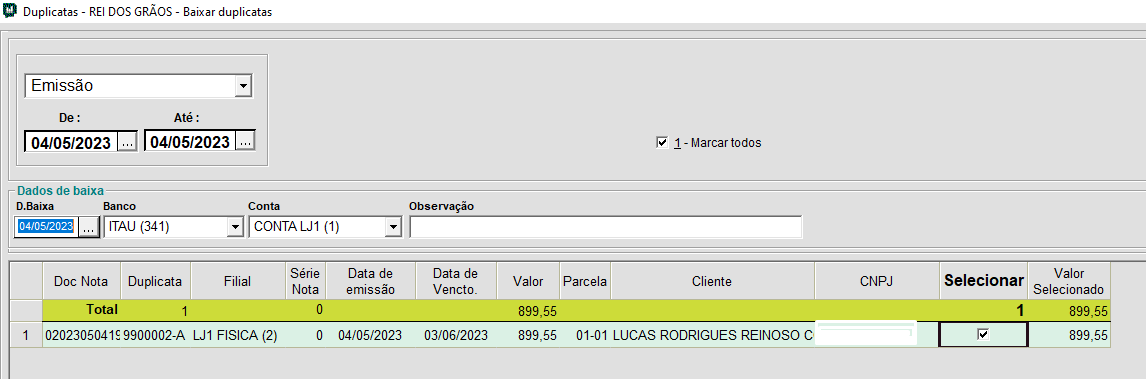 Duplicatas - REI DOS GRÃOS - Baixar duplicatas
Emissão
De : Até :
04/05/2023 ... 04/05/2023 ...
1 - Marcar todos
Dados de baixa
D.Baixa Banco Conta Observação
04/05/2023 ... ITAU (341) CONTA LJ1 (1)
Doc Nota Duplicata Filial Série Nota Data de emissão Data de Vencto. Valor Parcela Cliente CNPJ Selecionar Valor Selecionado
Total 1 0 899,55 1 899,55
1 02023050419 9900002-A LJ1 FISICA (2) 0 04/05/2023 03/06/2023 899,55 01-01 LUCAS RODRIGUES REINOSO C 899,55